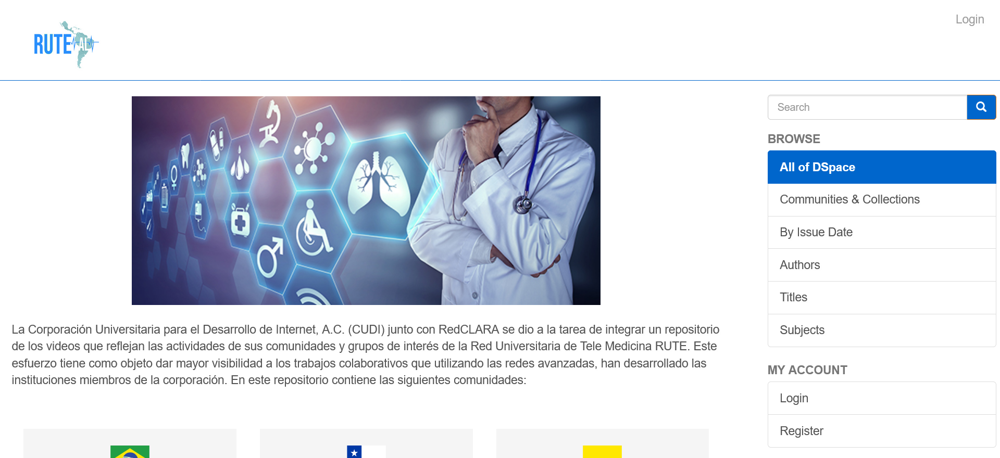 Login
RUTE AL
Search
BROWSE
All of DSpace
Communities & Collections
By Issue Date
Authors
Titles
Subjects
MY ACCOUNT
Login
Register
La Corporación Universitaria para el Desarrollo de Internet, A.C. (CUDI) junto con RedCLARA se dio a la tarea de integrar un repositorio
de los videos que reflejan las actividades de sus comunidades y grupos de interés de la Red Universitaria de Tele Medicina RUTE. Este
esfuerzo tiene como objeto dar mayor visibilidad a los trabajos colaborativos que utilizando las redes avanzadas, han desarrollado las
instituciones miembros de la corporación. En este repositorio contiene las siguientes comunidades: